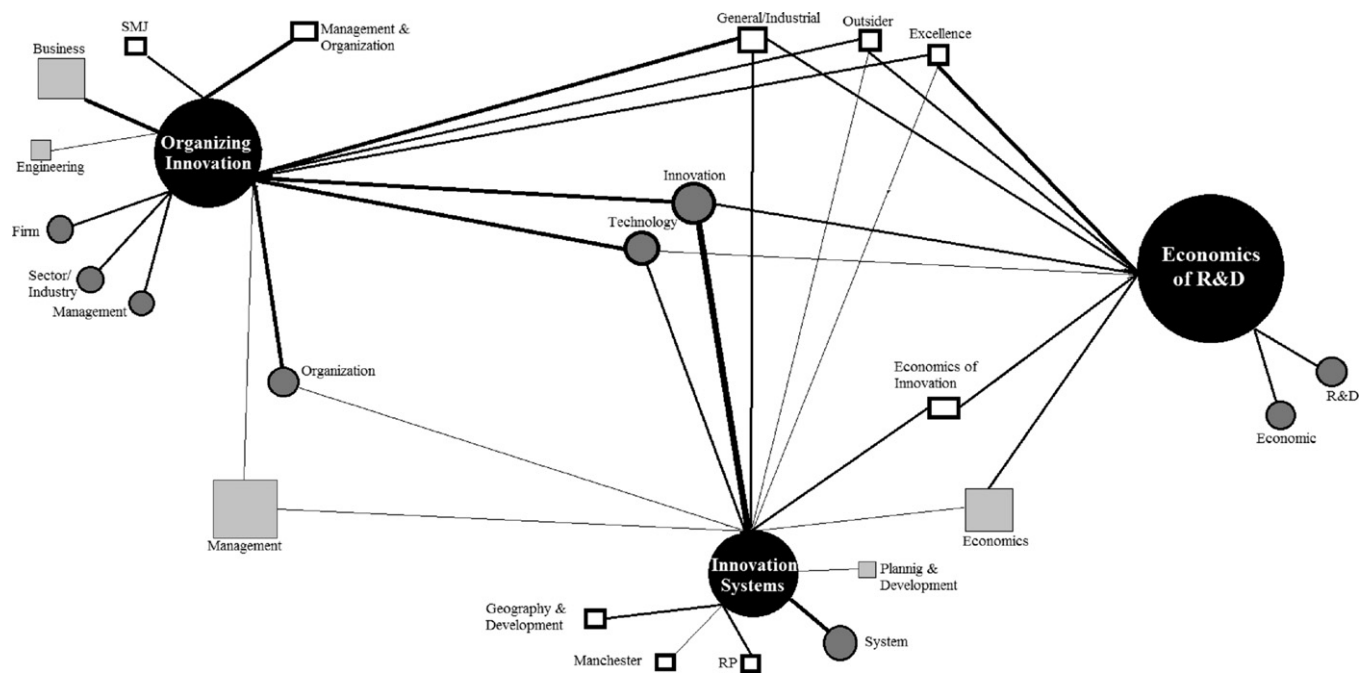 General/Industrial
Outsider
Excellence
SMJ
Management &
Organization
Business
Organizing
Innovation
Engineering
Firm
Sector/
Industry
Management
Innovation
Technology
Economics
of R&D
Organization
Economics of
Innovation
R&D
Economic
Management
Economics
Innovation
Systems
Plannig &
Development
Geography &
Development
System
Manchester
RP